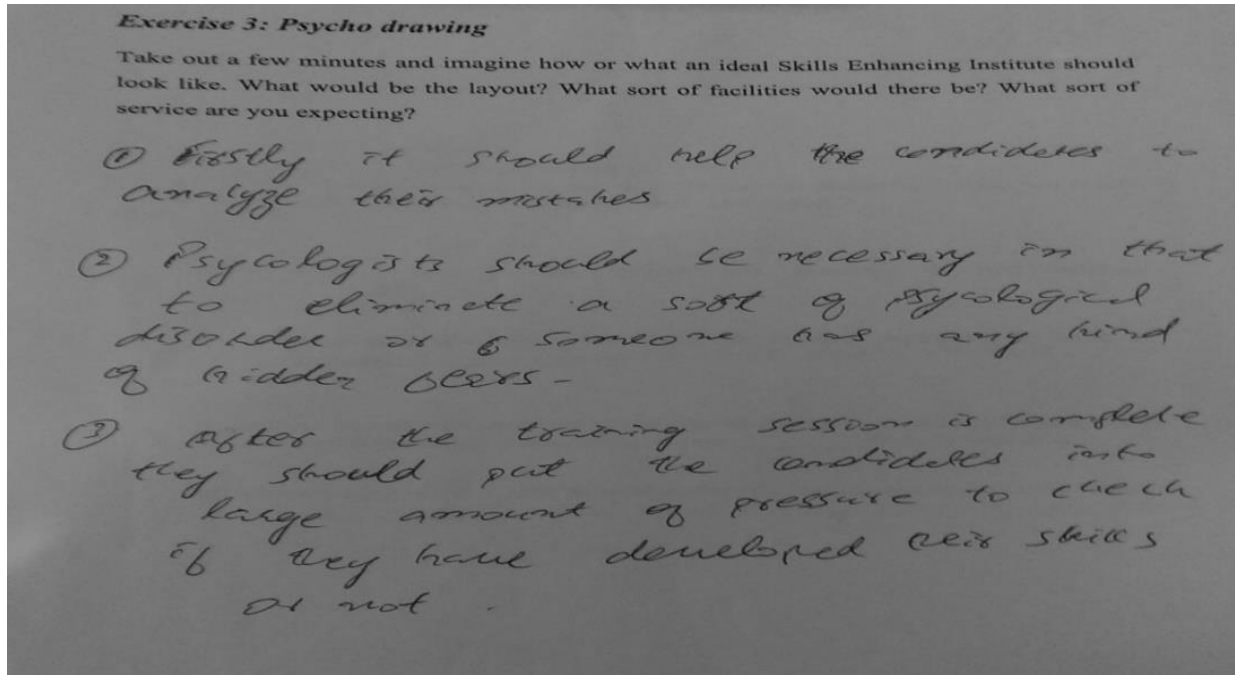 Exercise 3: Psycho drawing
Take out a few minutes and imagine how or what an ideal Skills Enhancing Institute should
look like. What would be the layout? What sort of facilities would there be? What sort of
service are you expecting?
① Firstly it should help the candidates to
analyze their mistakes
② Psycologists should be necessary in that
to eliminate a sort of psycological
disorder or someone has any kind
of hidden fears -
③ after the training session is complete
they should put the candidates into
large amount of pressure to check
if they have developed their skills
or not .